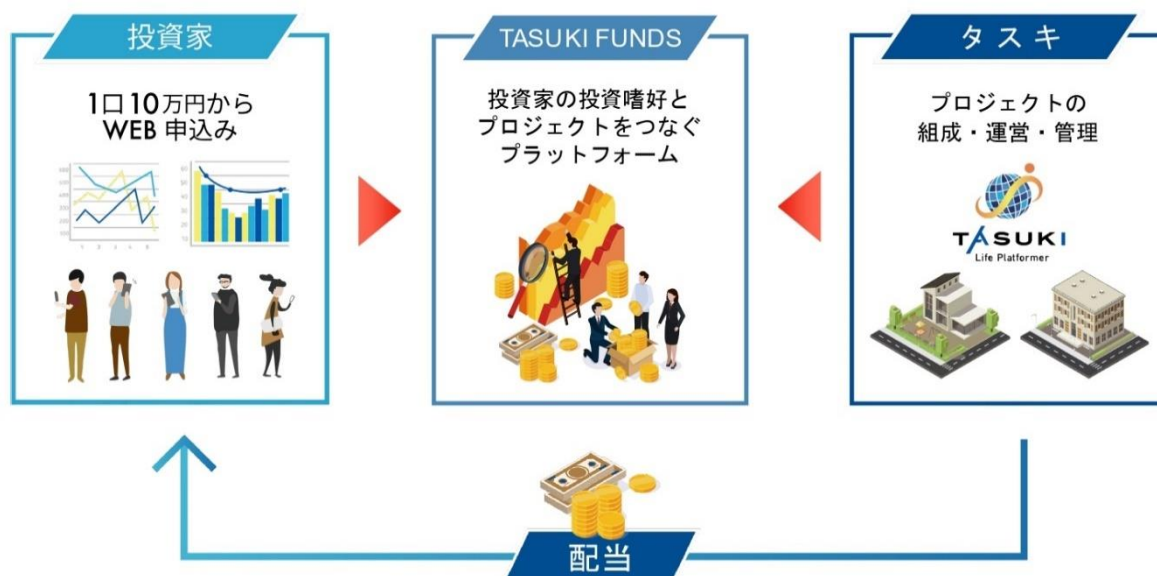 投資家
1口10万円から
WEB 申込み
TASUKI FUNDS
投資家の投資嗜好と
プロジェクトをつなぐ
プラットフォーム
タスキ
プロジェクトの
組成・運営・管理
TASUKI
Life Platformer
配当